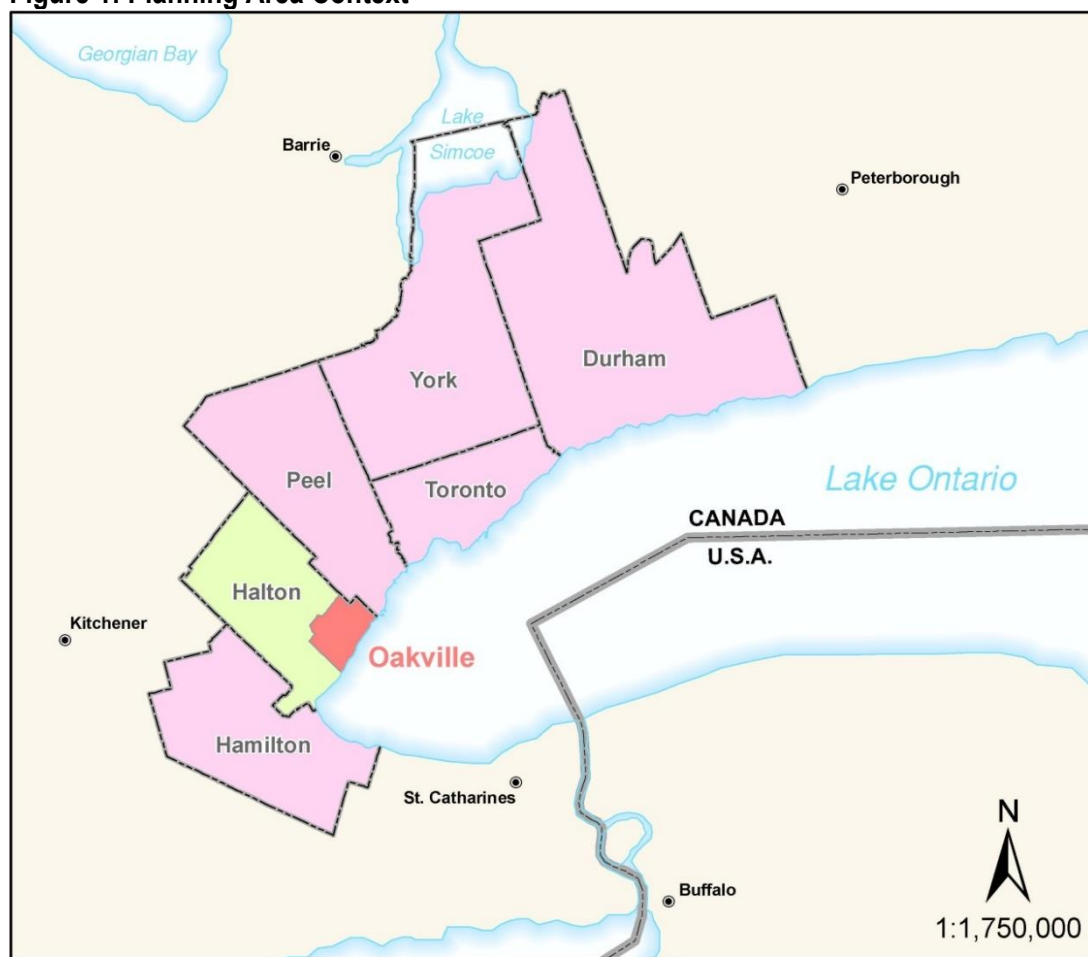 Figure 1: Planning Area Context
Georgian Bay
Lake
Simcoe
Barrie
Peterborough
Durham
York
Peel
Toronto
Lake Ontario
CANADA
U.S.A.
Halton
Kitchener
Oakville
Hamilton
St. Catharines
Buffalo
N
1:1,750,000